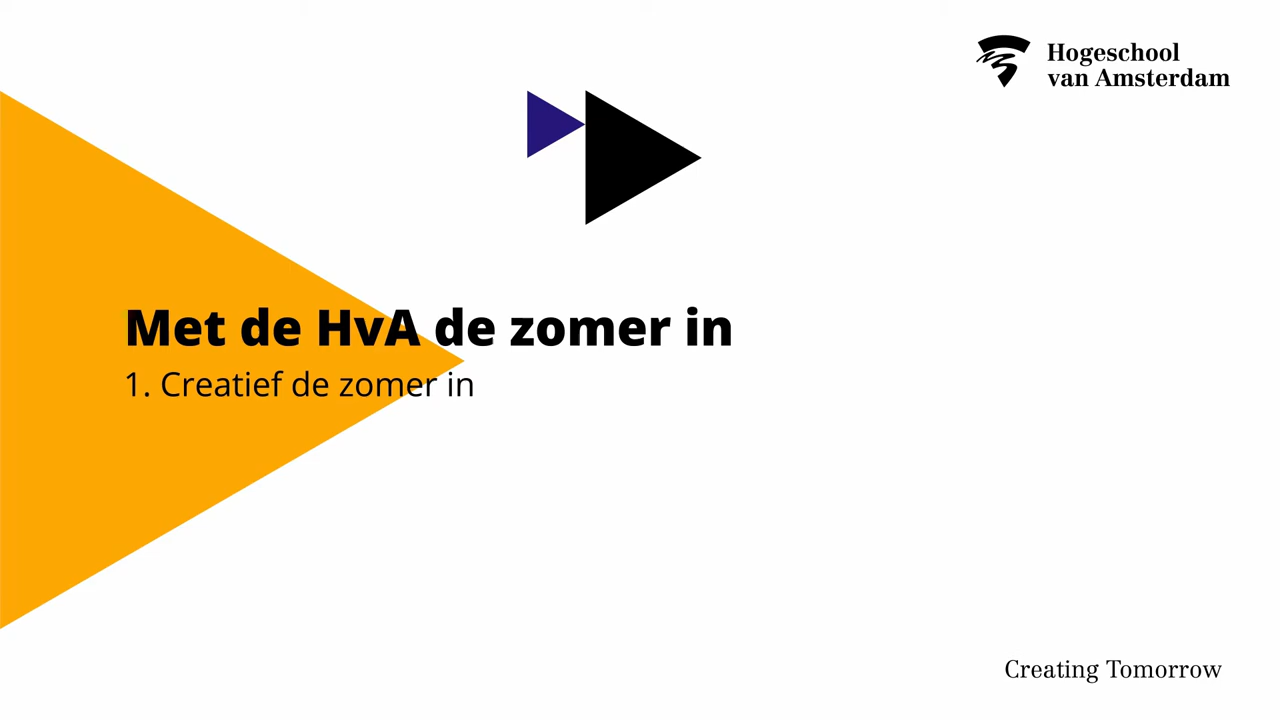 Hogeschool
van Amsterdam
Met de HvA de zomer in
1. Creatief de zomer in
Creating Tomorrow